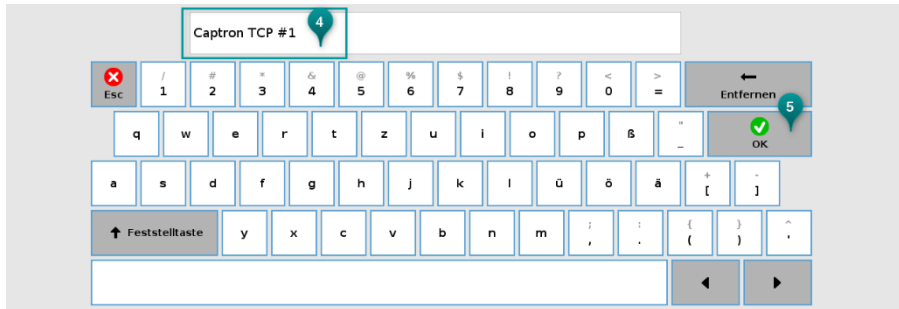 4
Captron TCP #1
/ # * & @ % $ ! ? < >
Esc 1 2 3 4 5 6 7 8 9 0 = Entfernen
5
q w e r t z u i o p ß " _ OK
a s d f g h j k l ü ö ä + [ - ]
Feststelltaste y x c v b n m ; , : . { ( } ) ^ '